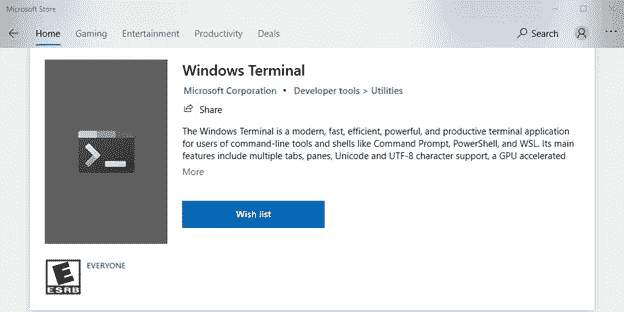 Microsoft Store
Home Gaming Entertainment Productivity Deals Search
Windows Terminal
Microsoft Corporation • Developer tools > Utilities
Share
The Windows Terminal is a modern, fast, efficient, powerful, and productive terminal application
for users of command-line tools and shells like Command Prompt, PowerShell, and WSL. Its main
features include multiple tabs, panes, Unicode and UTF-8 character support, a GPU accelerated
More
Wish list
E
ESRB
EVERYONE